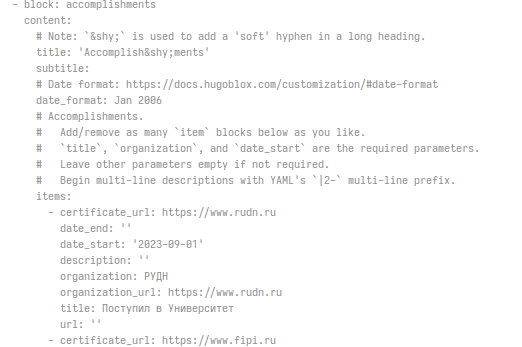 - block: accomplishments
content:
# Note: `&shy;` is used to add a 'soft' hyphen in a long heading.
title: 'Accomplish&shy;ments'
subtitle:
# Date format: https://docs.hugoblox.com/customization/#date-format
date_format: Jan 2006
# Accomplishments.
#   Add/remove as many `item` blocks below as you like.
#   `title`, `organization`, and `date_start` are the required parameters.
#   Leave other parameters empty if not required.
#   Begin multi-line descriptions with YAML's `|2-` multi-line prefix.
items:
- certificate_url: https://www.rudn.ru
date_end: ''
date_start: '2023-09-01'
description: ''
organization: РУДН
organization_url: https://www.rudn.ru
title: Поступил в Университет
url: ''
- certificate_url: https://www.fipi.ru